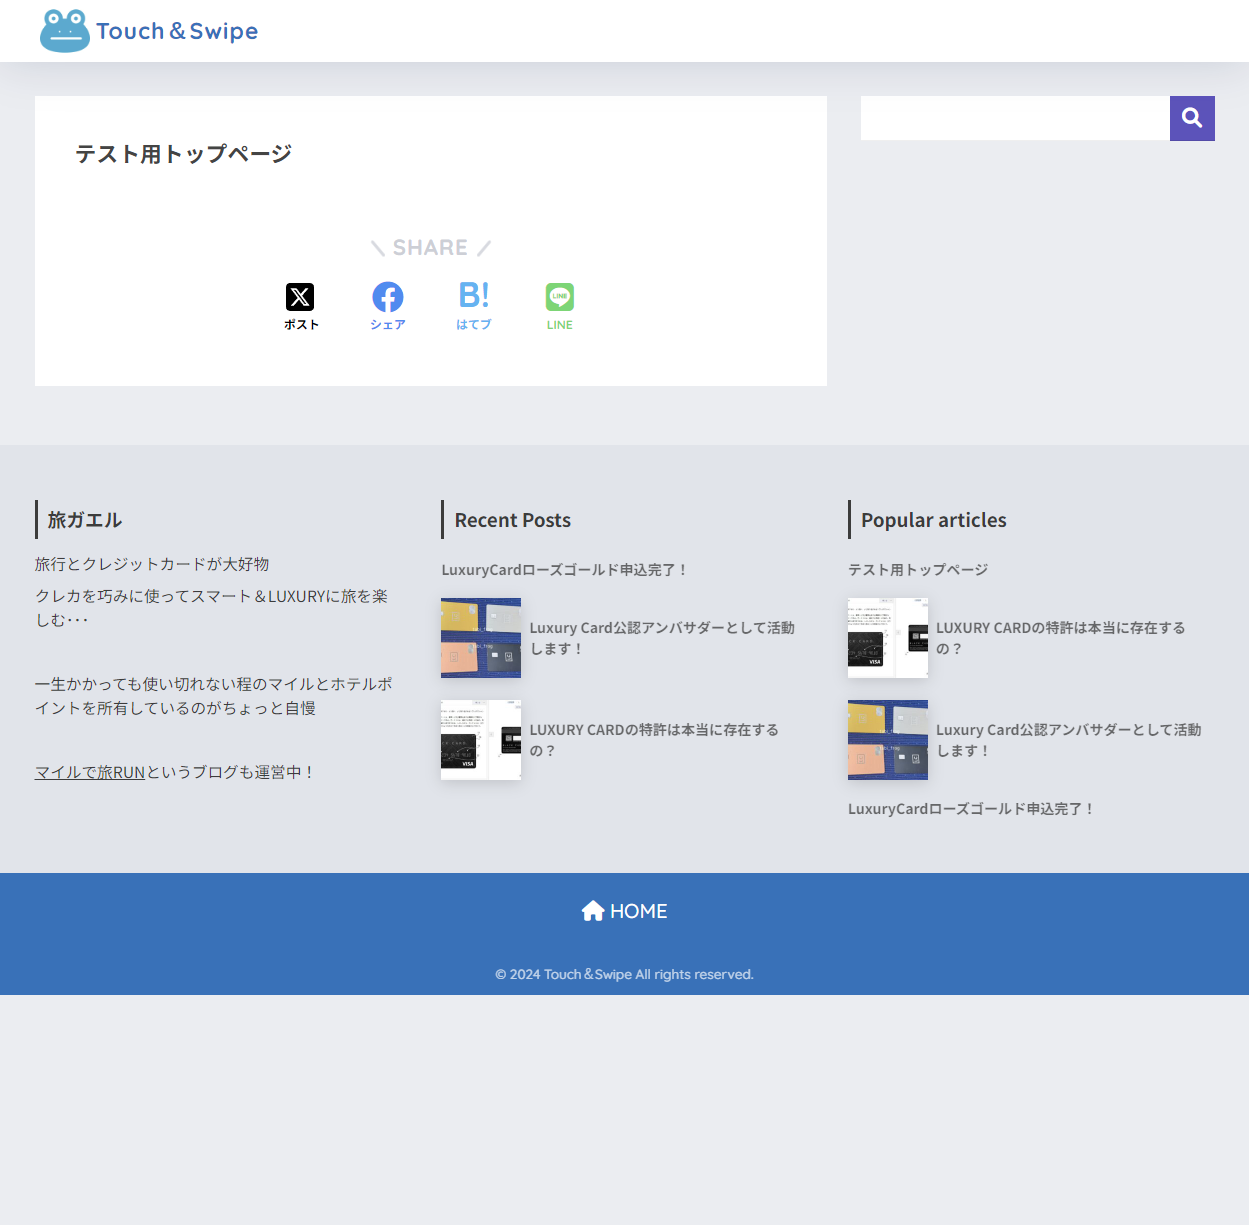 Touch＆Swipe
テスト用トップページ
SHARE
ポスト
シェア
B!
はてブ
LINE
LINE
旅ガエル
旅行とクレジットカードが大好物
クレカを巧みに使ってスマート＆LUXURYに旅を楽
しむ･･･
一生かかっても使い切れない程のマイルとホテルポ
イントを所有しているのがちょっと自慢
マイルで旅RUNというブログも運営中！
Recent Posts
LuxuryCardローズゴールド申込完了！
Luxury Card公認アンバサダーとして活動
します！
VISA
LUXURY CARDの特許は本当に存在する
の？
Popular articles
テスト用トップページ
VISA
LUXURY CARDの特許は本当に存在する
の？
Luxury Card公認アンバサダーとして活動
します！
LuxuryCardローズゴールド申込完了！
HOME
© 2024 Touch＆Swipe All rights reserved.